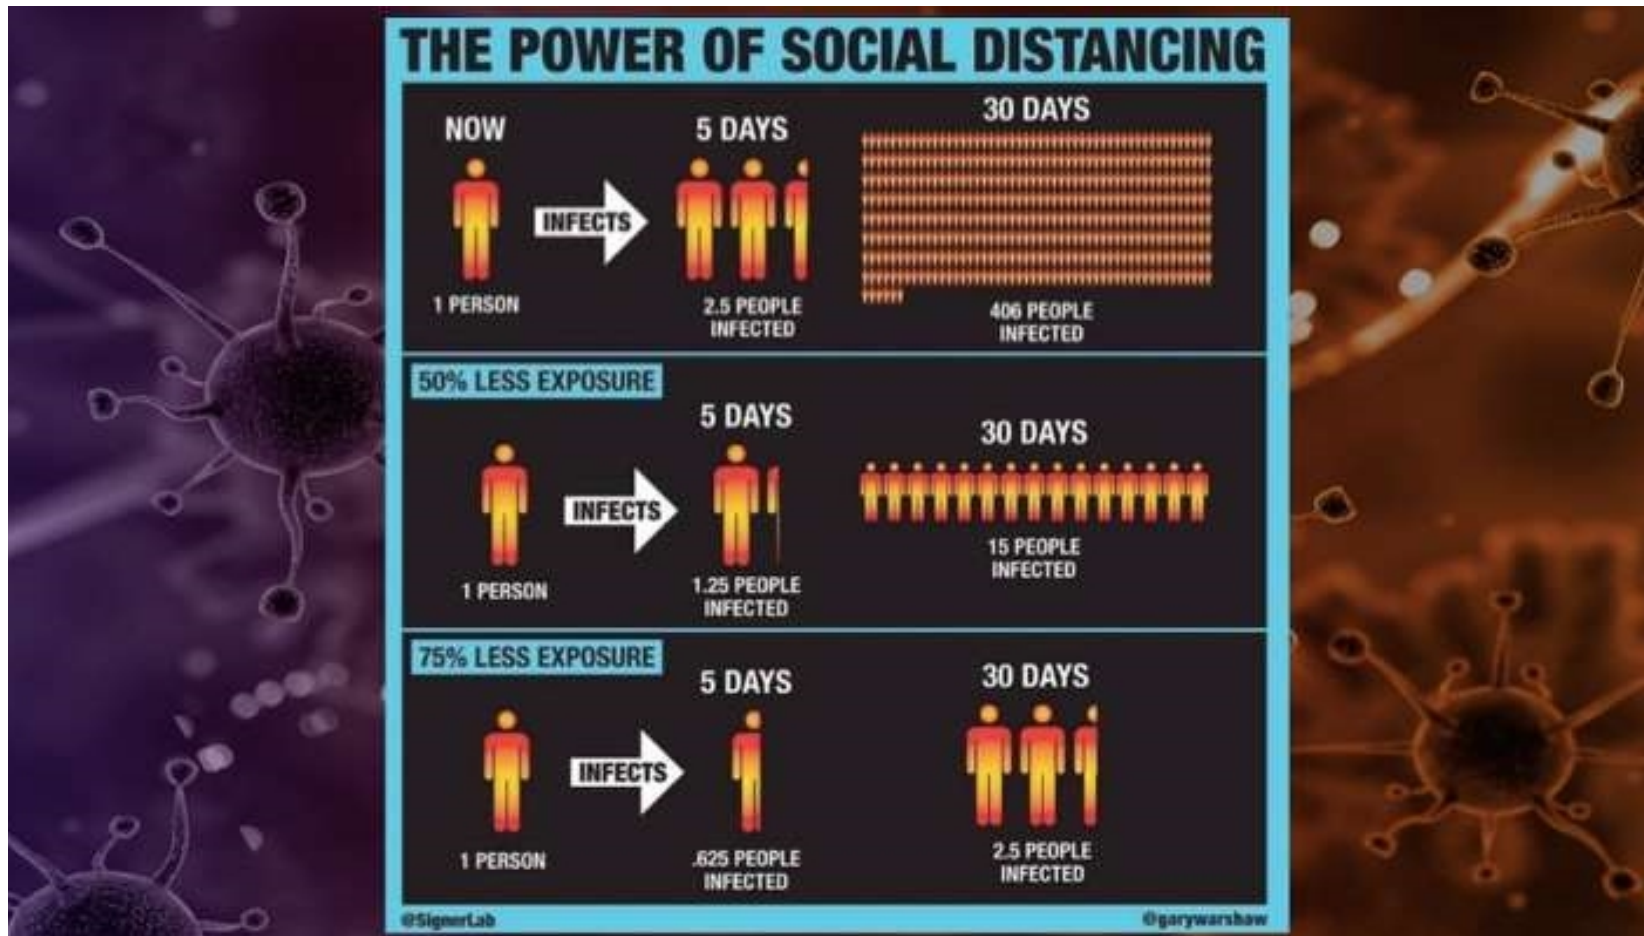 THE POWER OF SOCIAL DISTANCING
NOW
5 DAYS
30 DAYS
INFECTS
1 PERSON
2.5 PEOPLE
INFECTED
406 PEOPLE
INFECTED
50% LESS EXPOSURE
5 DAYS
30 DAYS
INFECTS
1 PERSON
1.25 PEOPLE
INFECTED
15 PEOPLE
INFECTED
75% LESS EXPOSURE
5 DAYS
30 DAYS
INFECTS
1 PERSON
.625 PEOPLE
INFECTED
2.5 PEOPLE
INFECTED
@SignerLab
@garywarshaw